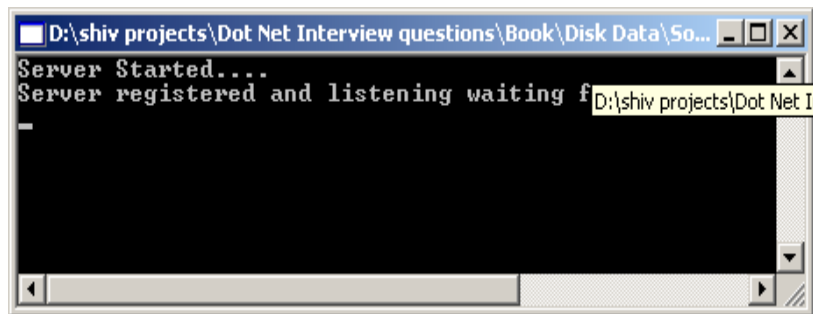 D:\shiv projects\Dot Net Interview questions\Book\Disk Data\So...
Server Started....
Server registered and listening waiting f
D:\shiv projects\Dot Net I